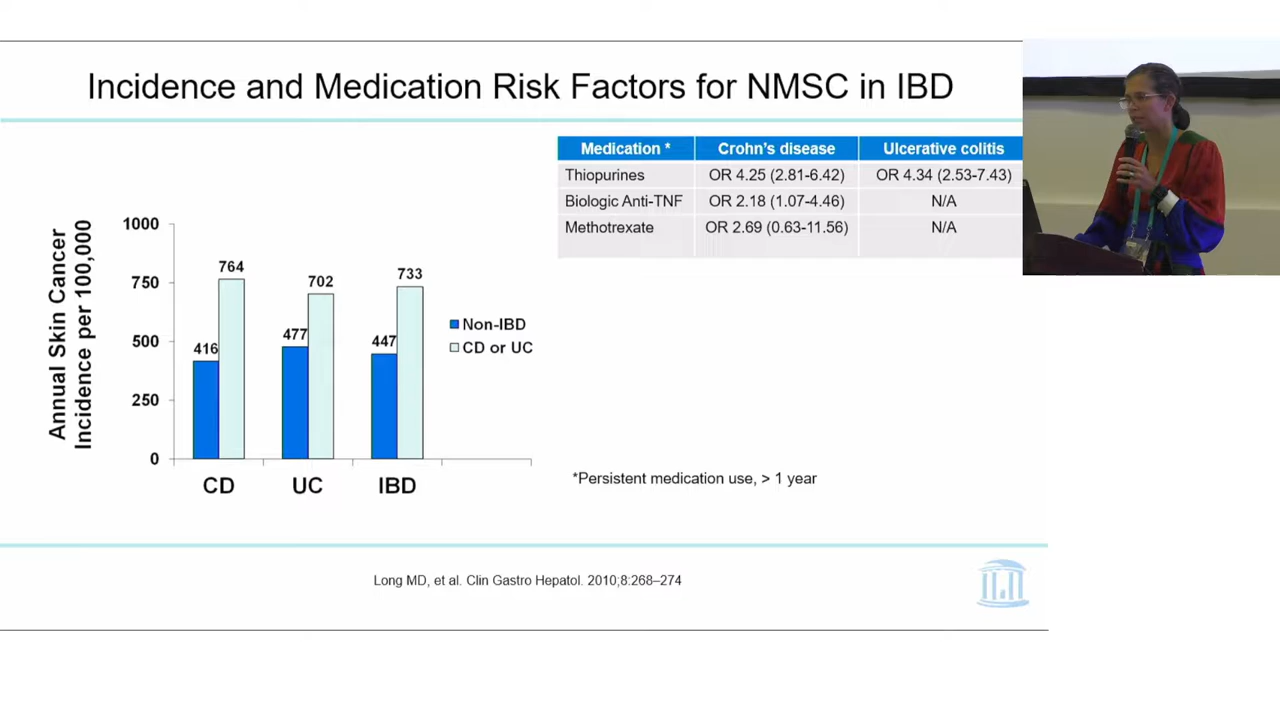 Incidence and Medication Risk Factors for NMSC in IBD
Annual Skin Cancer
Incidence per 100,000
1000
750
500
250
0
764
416
702
477
733
447
CD
UC
IBD
Non-IBD
CD or UC
Medication * Crohn's disease Ulcerative colitis
Thiopurines OR 4.25 (2.81-6.42) OR 4.34 (2.53-7.43)
Biologic Anti-TNF OR 2.18 (1.07-4.46) N/A
Methotrexate OR 2.69 (0.63-11.56) N/A
*Persistent medication use, > 1 year
Long MD, et al. Clin Gastro Hepatol. 2010;8:268–274